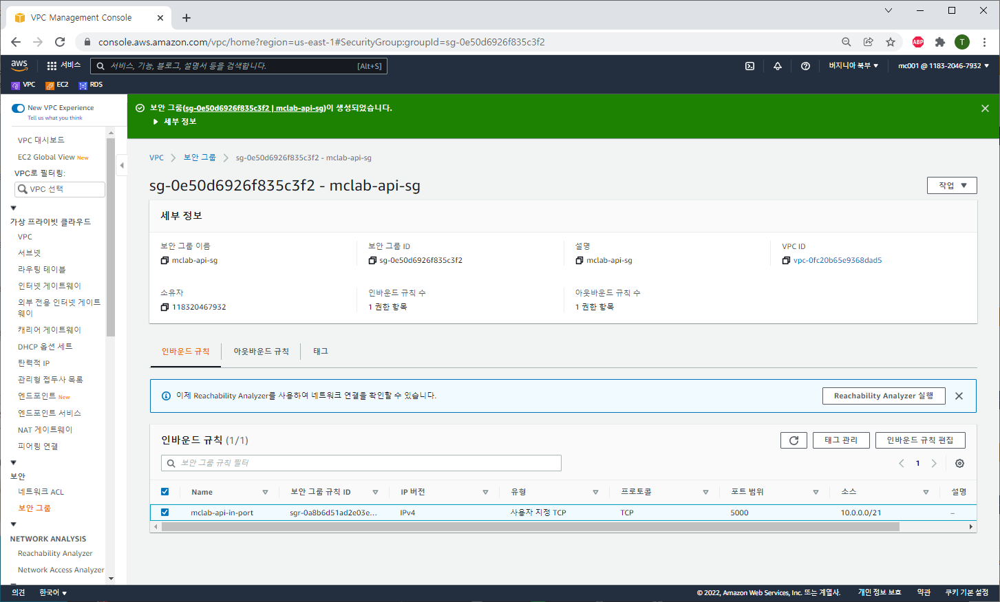 VPC Management Console
console.aws.amazon.com/vpc/home?region=us-east-1#SecurityGroup:groupId=sg-0e50d6926f835c3f2
ABP
T
aws
서비스
서비스, 기능, 블로그, 설명서 등을 검색합니다.
[Alt+S]
버지니아 북부
mc001 @ 1183-2046-7932
VPC
EC2
RDS
New VPC Experience
Tell us what you think
VPC 대시보드
EC2 Global View New
VPC로 필터링:
VPC 선택
가상 프라이빗 클라우드
VPC
서브넷
라우팅 테이블
인터넷 게이트웨이
외부 전용 인터넷 게이트
웨이
캐리어 게이트웨이
DHCP 옵션 세트
탄력적 IP
관리형 접두사 목록
엔드포인트 New
엔드포인트 서비스
NAT 게이트웨이
피어링 연결
보안
네트워크 ACL
보안 그룹
NETWORK ANALYSIS
Reachability Analyzer
Network Access Analyzer
보안 그룹(sg-0e50d6926f835c3f2 | mclab-api-sg)이 생성되었습니다.
세부 정보
VPC
보안 그룹
sg-0e50d6926f835c3f2 - mclab-api-sg
sg-0e50d6926f835c3f2 - mclab-api-sg
작업
세부 정보
보안 그룹 이름
mclab-api-sg
보안 그룹 ID
sg-0e50d6926f835c3f2
설명
mclab-api-sg
VPC ID
vpc-0fc20b65e9368dad5
소유자
118320467932
인바운드 규칙 수
1 권한 항목
아웃바운드 규칙 수
1 권한 항목
인바운드 규칙
아웃바운드 규칙
태그
이제 Reachability Analyzer를 사용하여 네트워크 연결을 확인할 수 있습니다.
Reachability Analyzer 실행
인바운드 규칙 (1/1)
태그 관리
인바운드 규칙 편집
보안 그룹 규칙 필터
1
Name
보안 그룹 규칙 ID
IP 버전
유형
프로토콜
포트 범위
소스
설명
mclab-api-in-port
sgr-0a8b6d51ad2e03e...
IPv4
사용자 지정 TCP
TCP
5000
10.0.0.0/21
–
의견
한국어
© 2022, Amazon Web Services, Inc. 또는 계열사.
개인 정보 보호
약관
쿠키 기본 설정